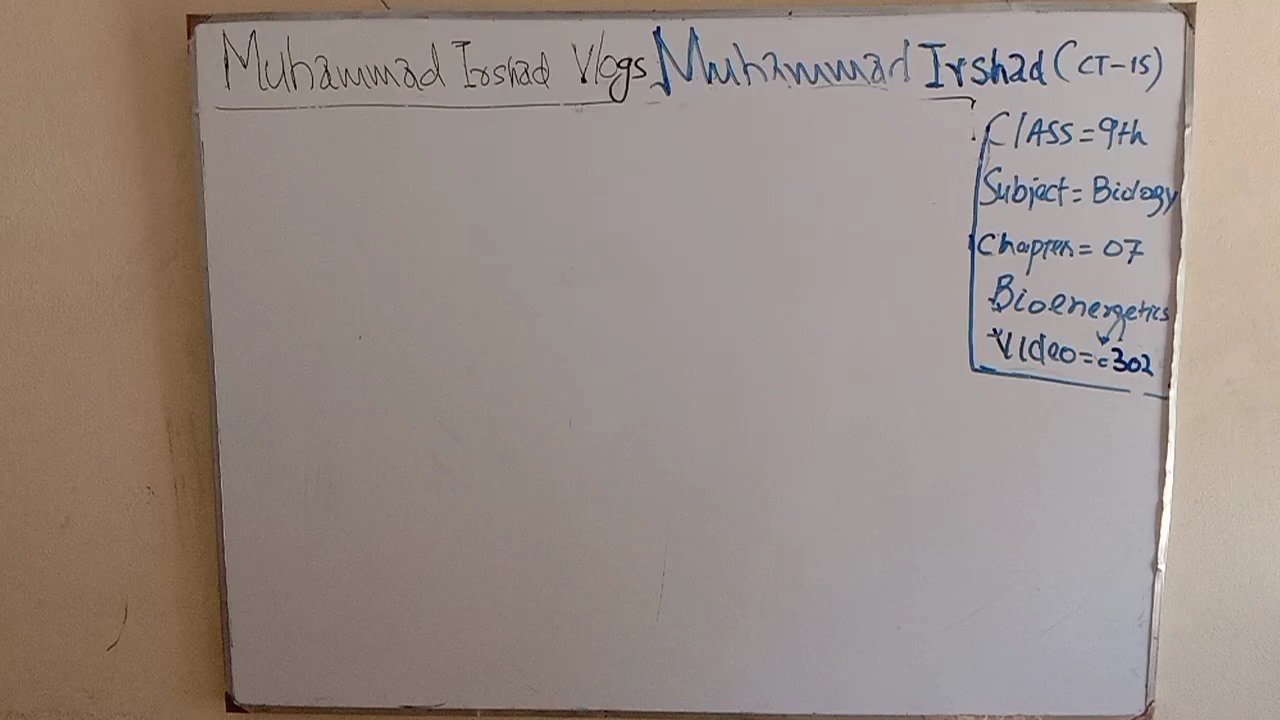 Muhammad Irshad Vlogs Muhammad Irshad (CT-15)
Class = 9th
Subject = Biology
Chapter = 07
Bioenergetics
Video = 302